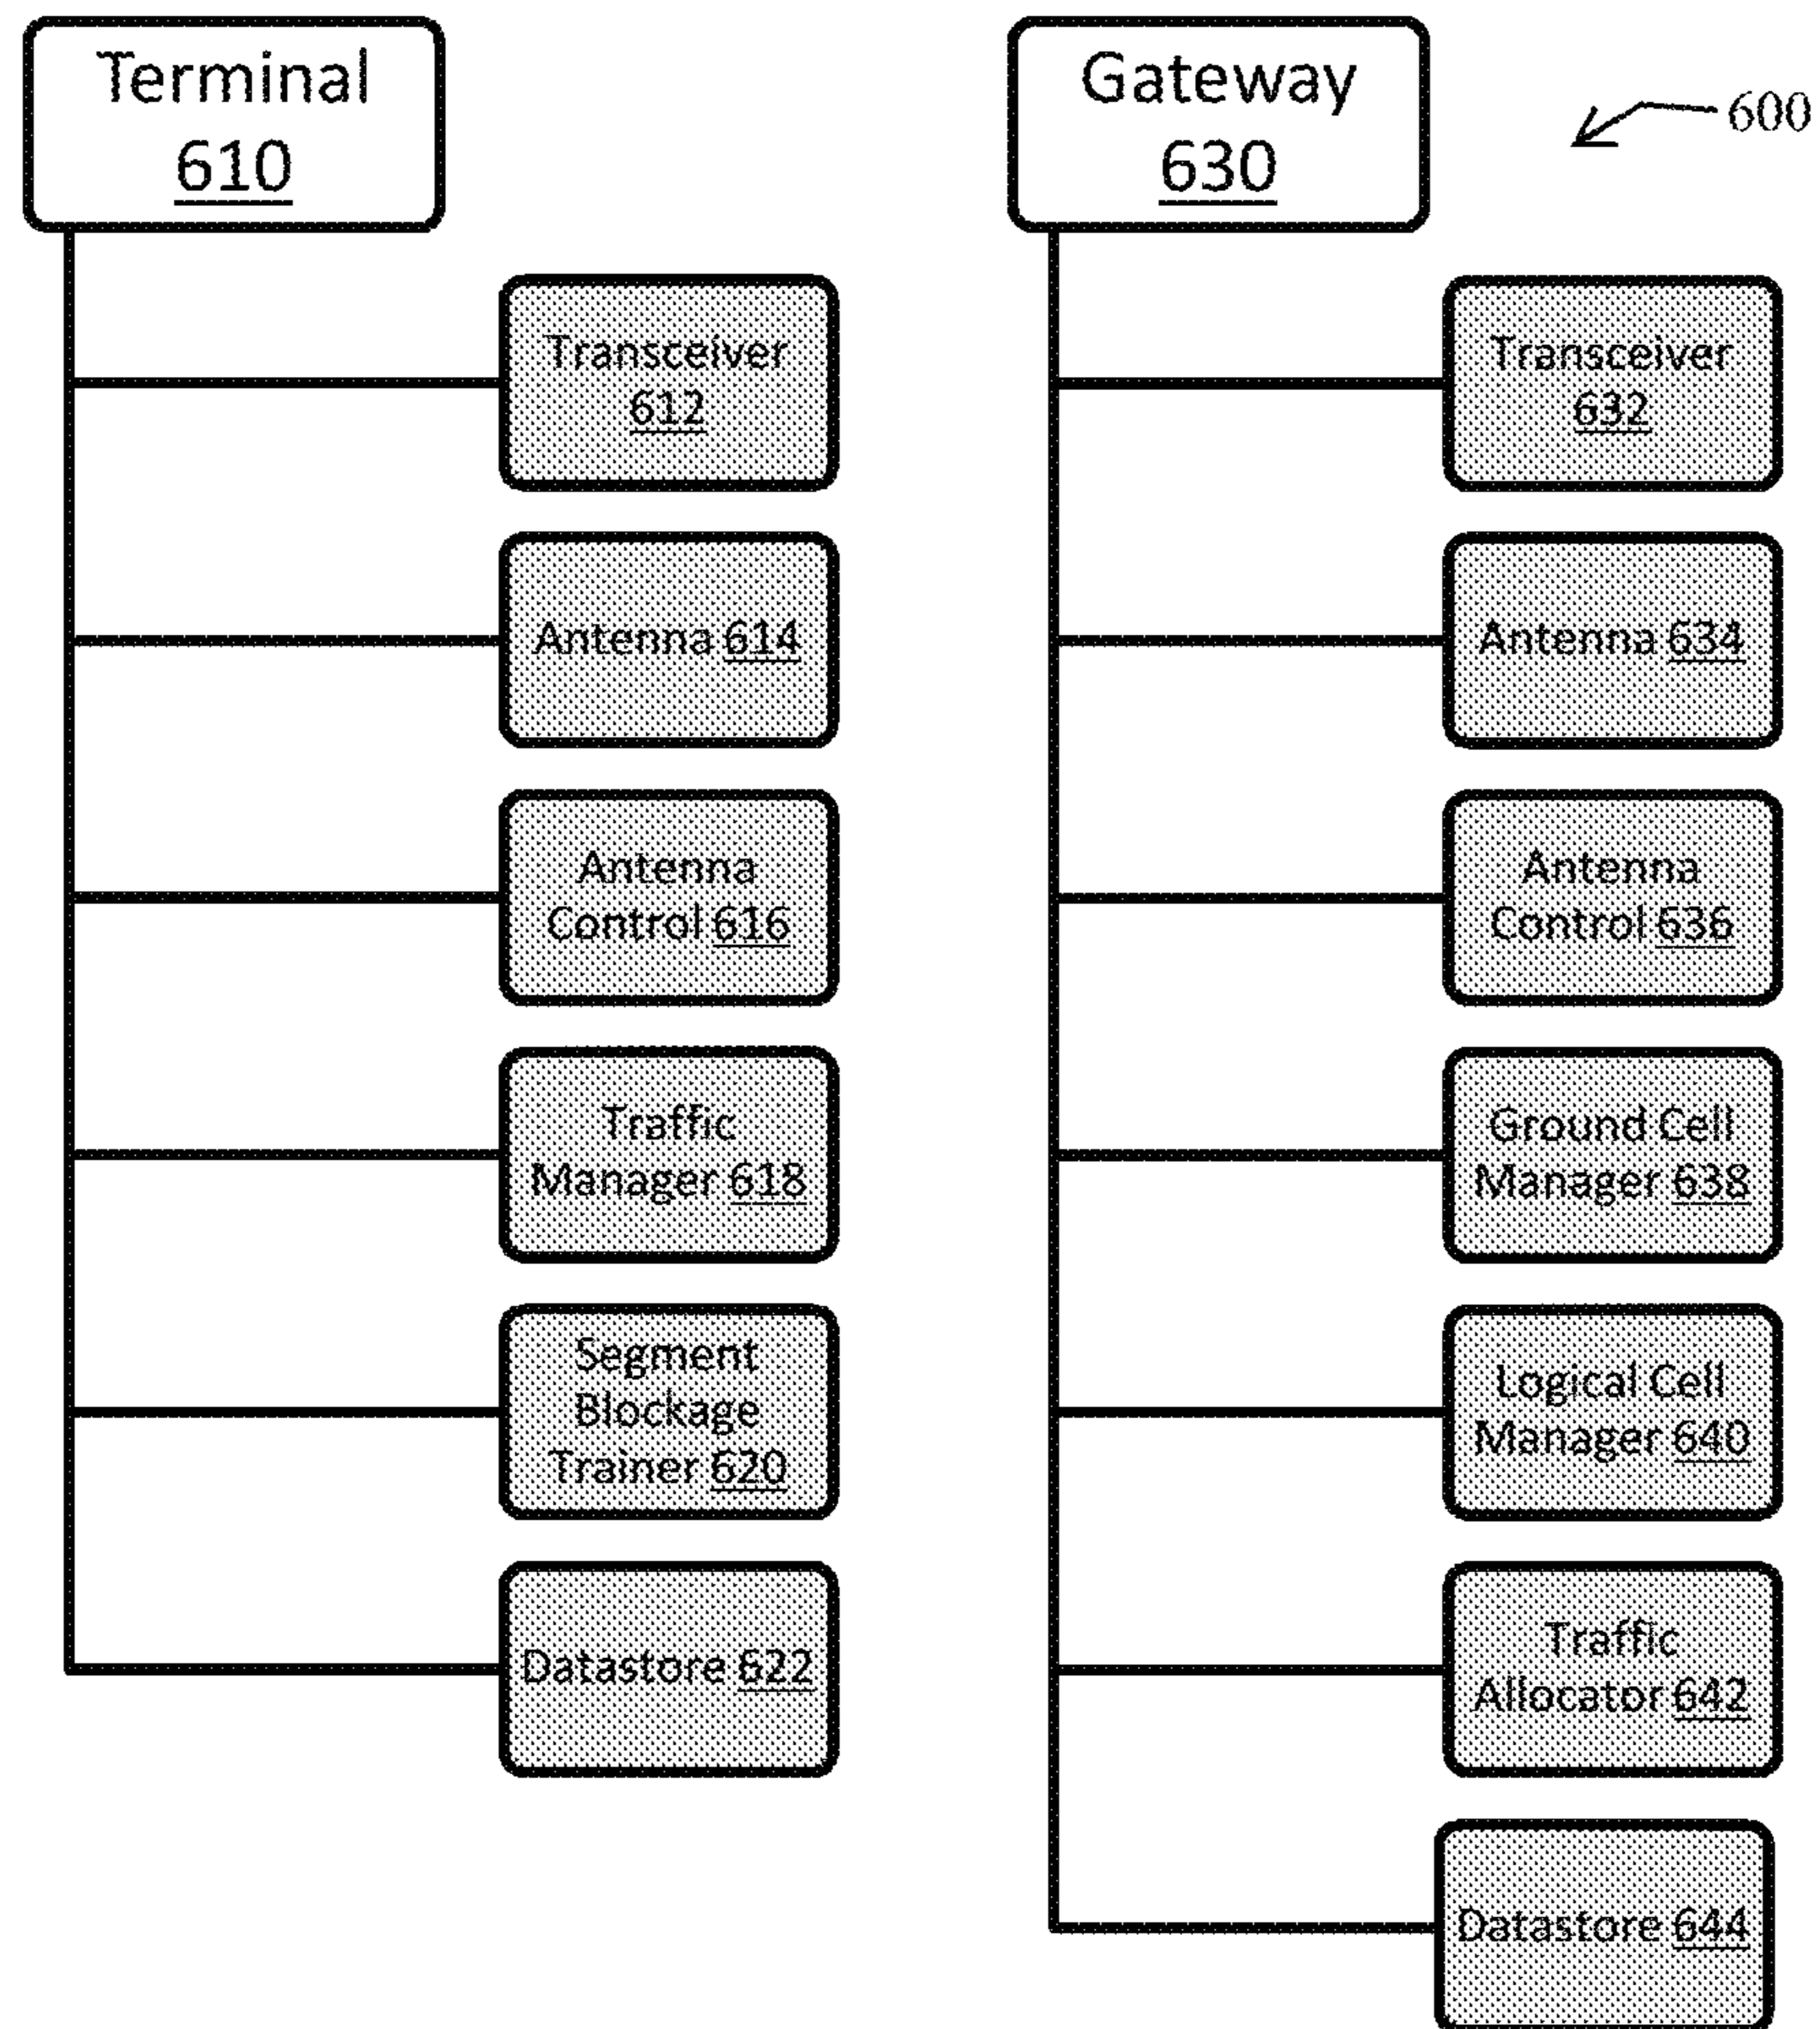 Terminal
610
Transceiver
612
Antenna 614
Antenna
Control 616
Traffic
Manager 618
Segment
Blockage
Trainer 620
Datastore 622
Gateway
630
600
Transceiver
632
Antenna 634
Antenna
Control 636
Ground Cell
Manager 638
Logical Cell
Manager 640
Traffic
Allocator 642
Datastore 644